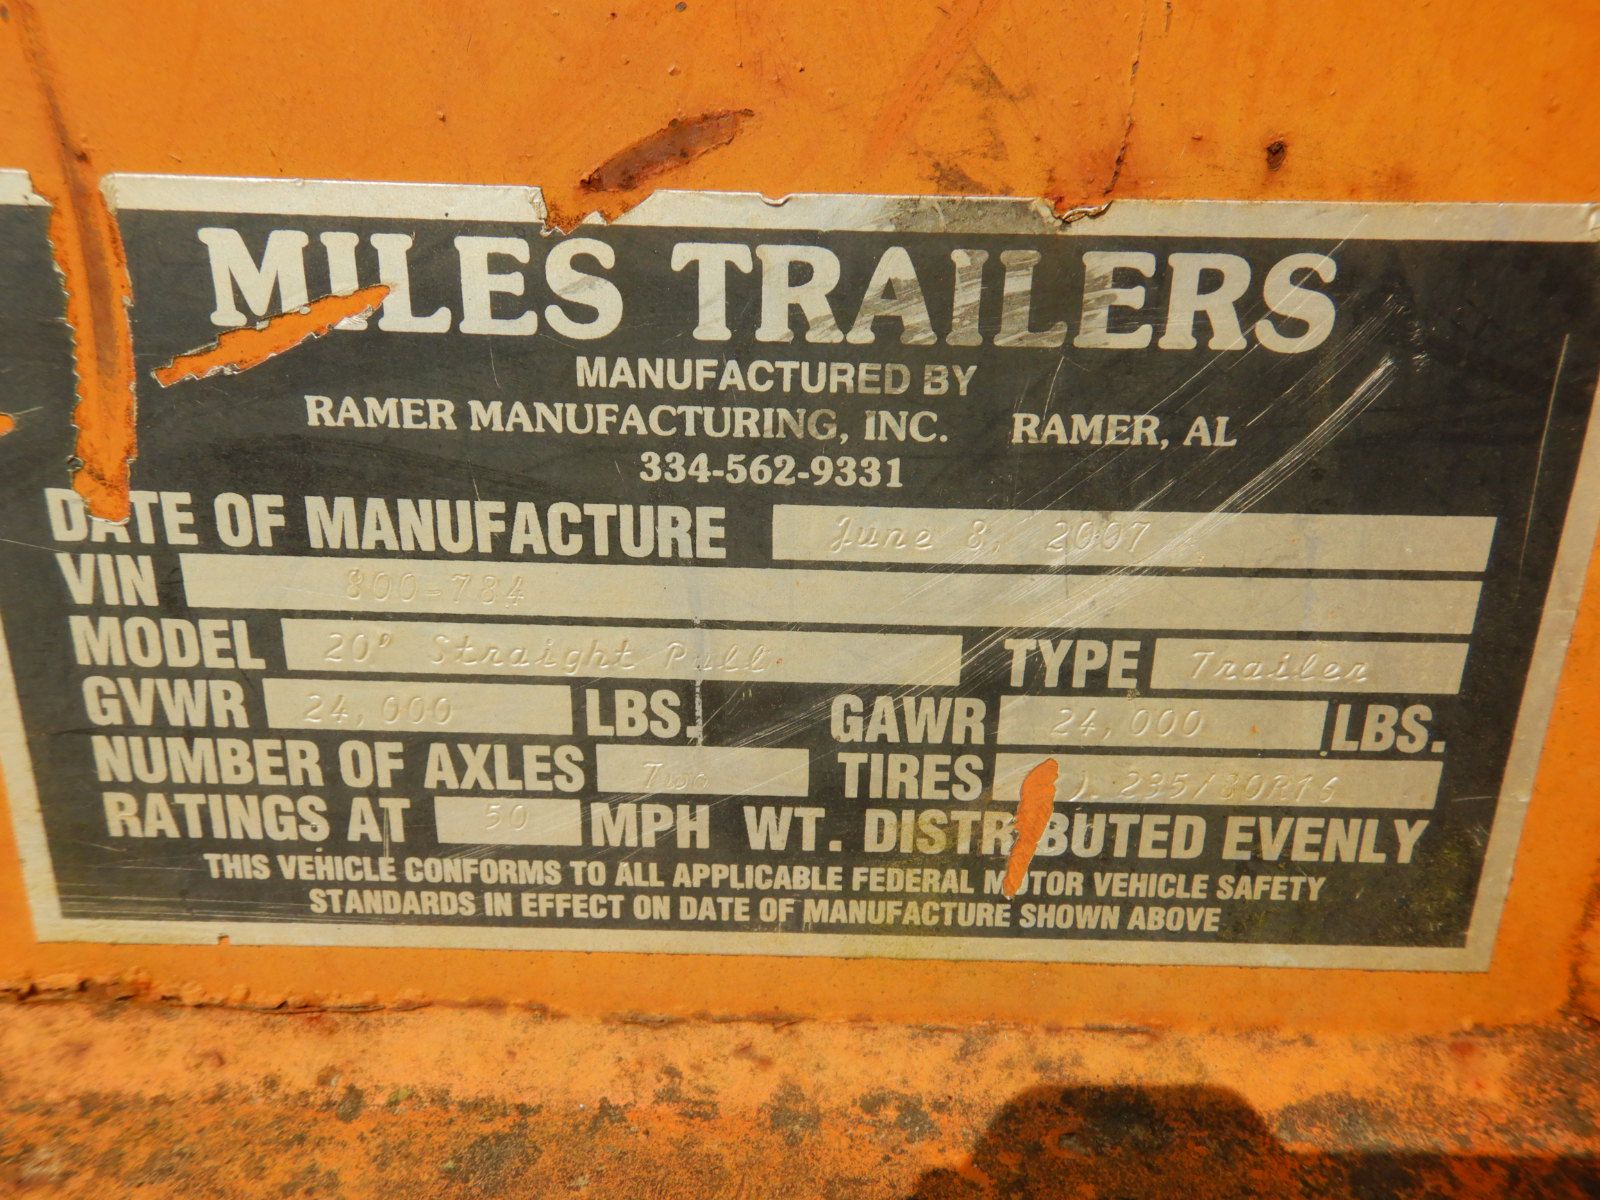 MILES TRAILERS
MANUFACTURED BY
RAMER MANUFACTURING, INC. RAMER, AL
334-562-9331
DATE OF MANUFACTURE June 8, 2007
VIN 800-784
MODEL 20' Straight Pull TYPE Trailer
GVWR 24,000 LBS. GAWR 24,000 LBS.
NUMBER OF AXLES Two TIRES 235/80R16
RATINGS AT 50 MPH WT. DISTRIBUTED EVENLY
THIS VEHICLE CONFORMS TO ALL APPLICABLE FEDERAL MOTOR VEHICLE SAFETY
STANDARDS IN EFFECT ON DATE OF MANUFACTURE SHOWN ABOVE